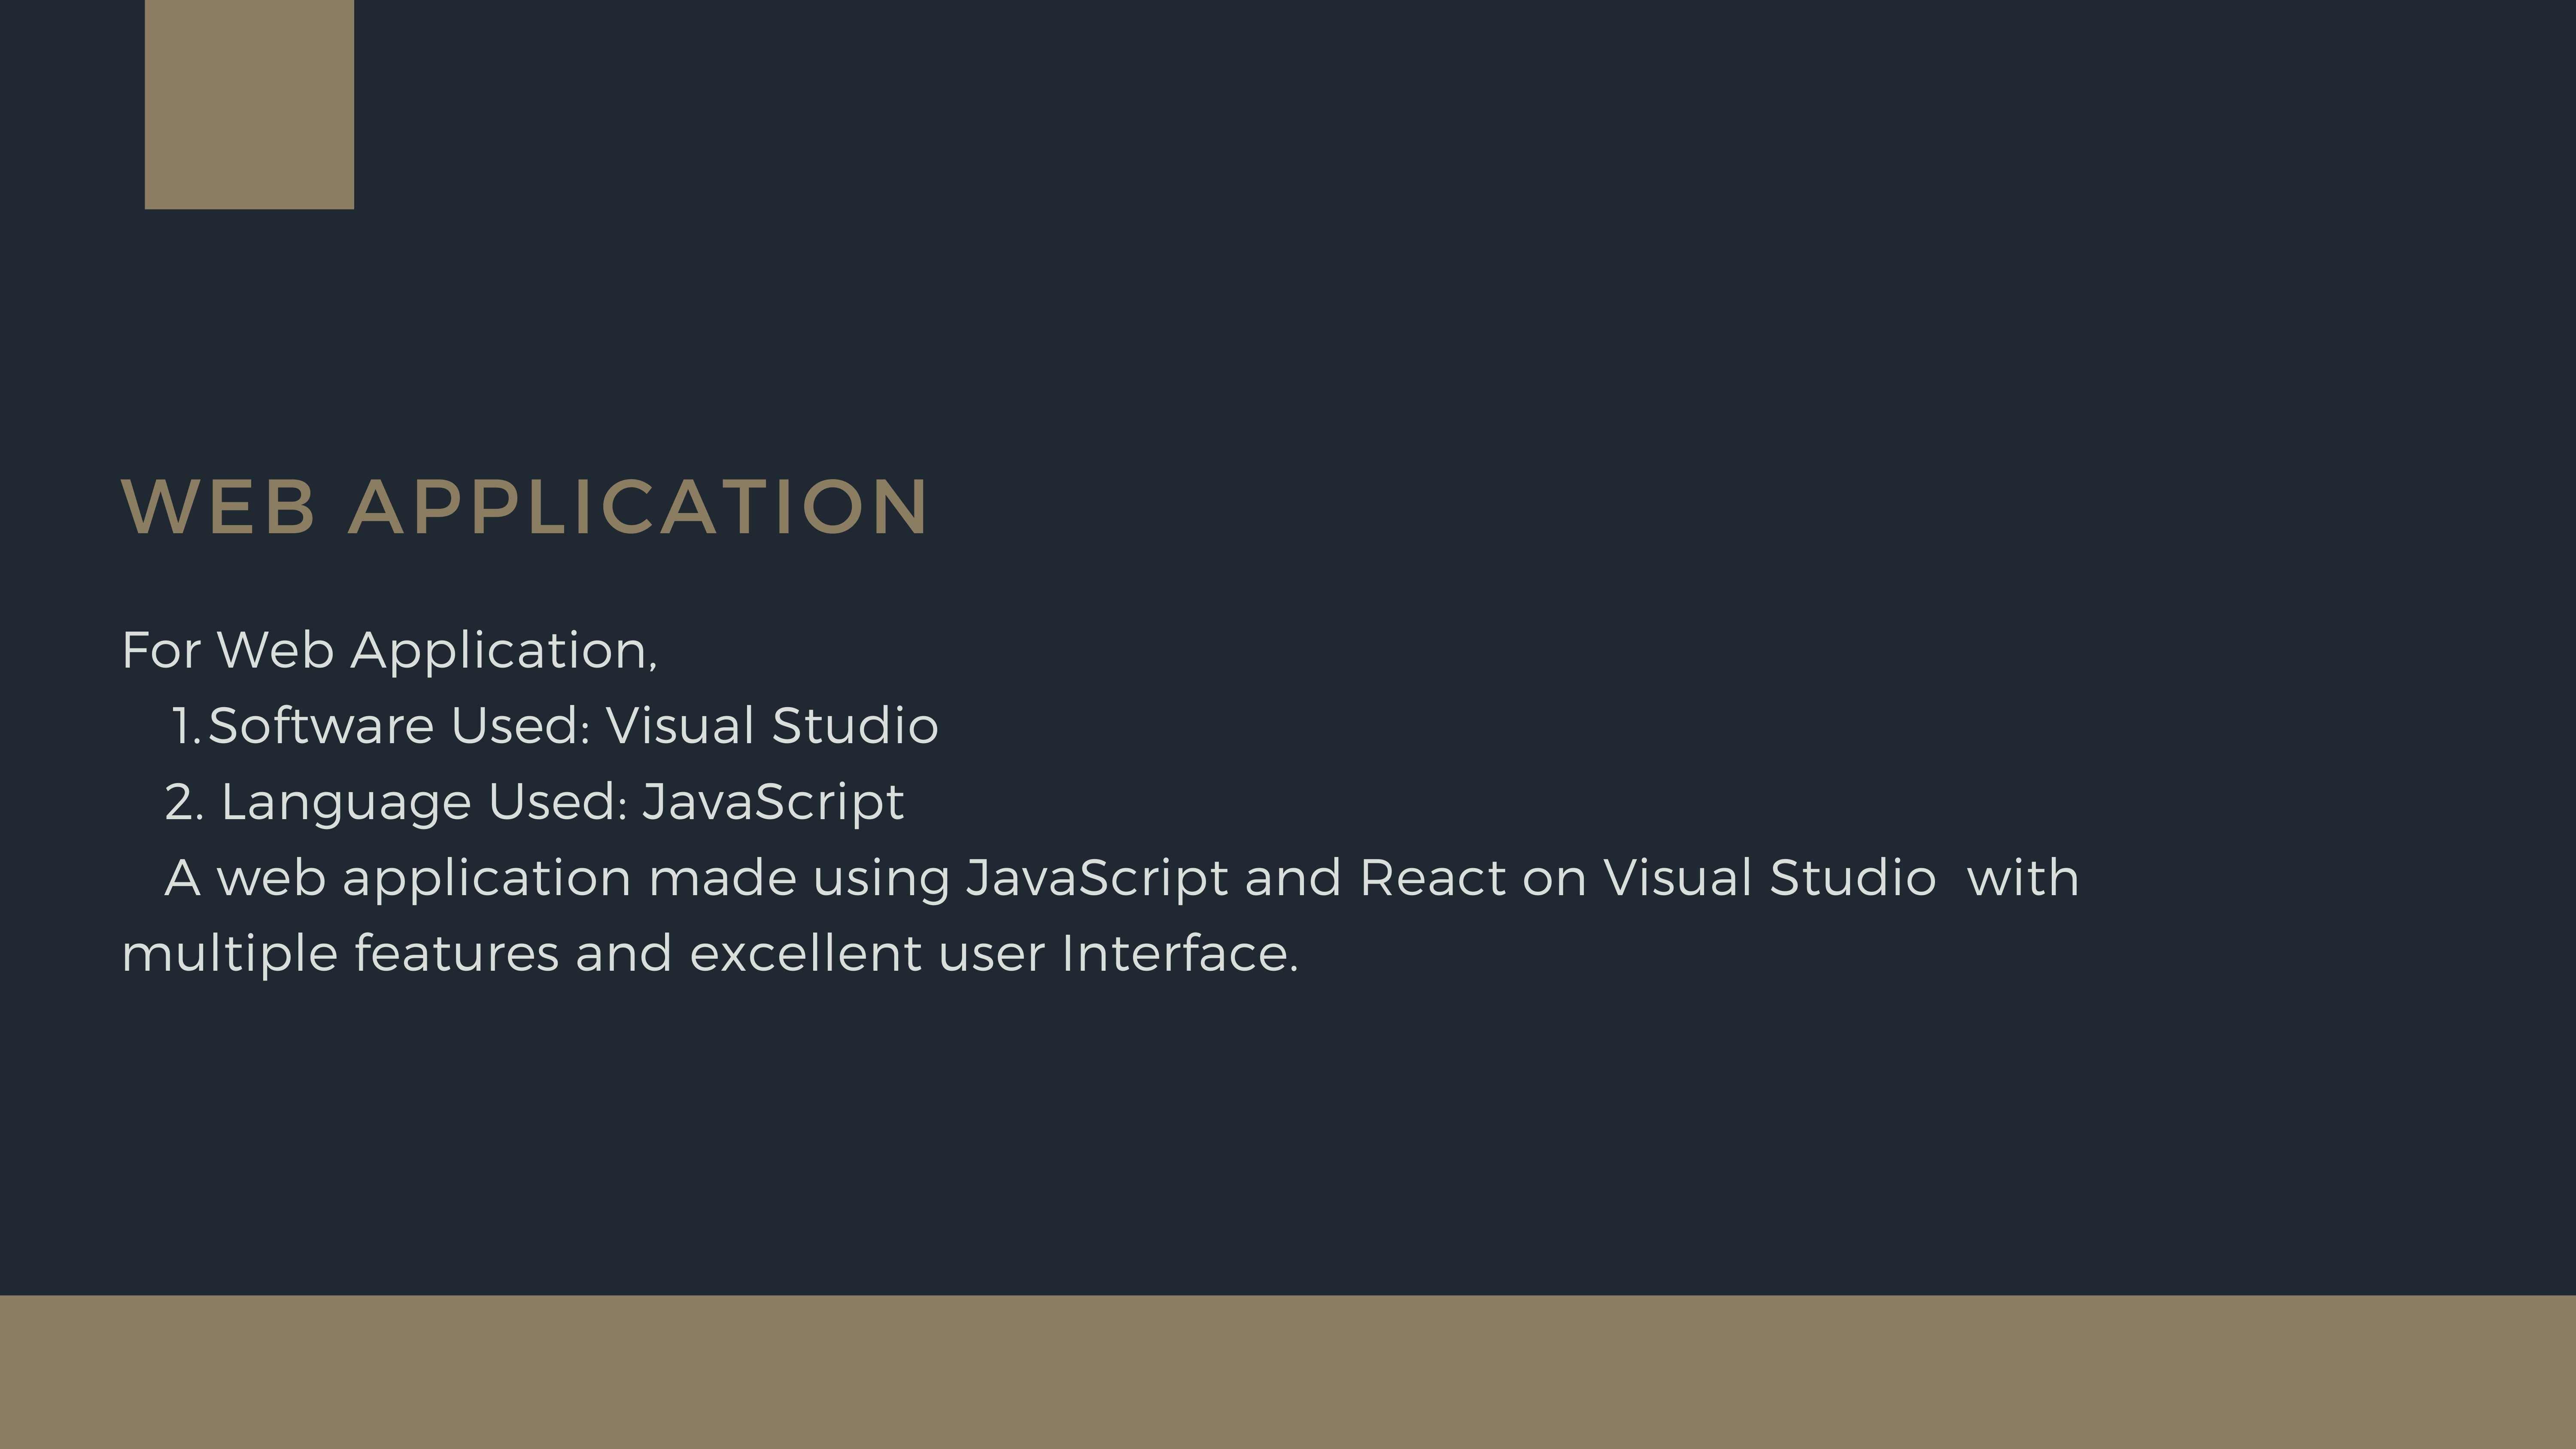 WEB APPLICATION
For Web Application,
1.Software Used: Visual Studio
2. Language Used: JavaScript
A web application made using JavaScript and React on Visual Studio  with
multiple features and excellent user Interface.